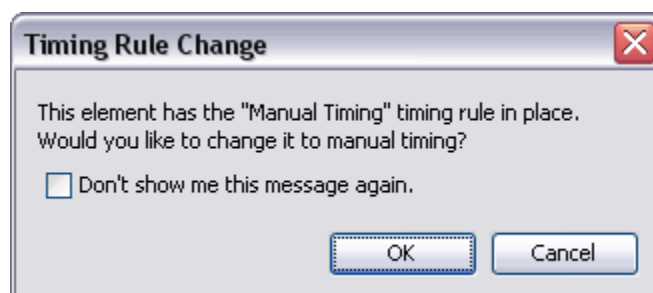 Timing Rule Change
This element has the "Manual Timing" timing rule in place.
Would you like to change it to manual timing?
Don't show me this message again.
OK
Cancel